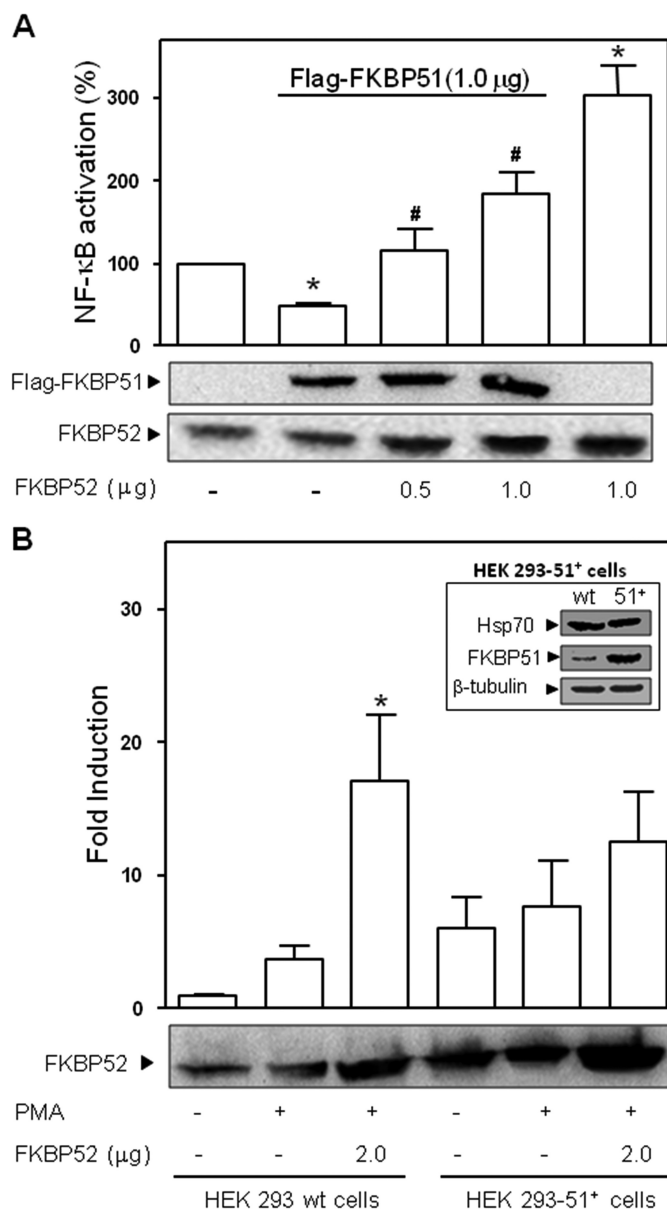 A
NF-κB activation (%)
300
200
100
0
Flag-FKBP51(1.0 μg)
*
#
#
*
Flag-FKBP51
FKBP52
FKBP52 (μg) - - 0.5 1.0 1.0
B
Fold Induction
30
20
10
0
*
HEK 293-51⁺ cells
wt 51⁺
Hsp70
FKBP51
β-tubulin
FKBP52
PMA - + + - + +
FKBP52 (μg) - - 2.0 - - 2.0
HEK 293 wt cells HEK 293-51⁺ cells